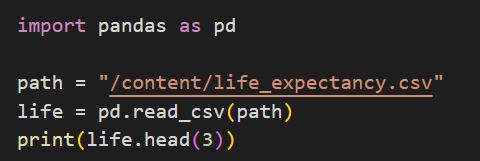 import pandas as pd
path = "/content/life_expectancy.csv"
life = pd.read_csv(path)
print(life.head(3))